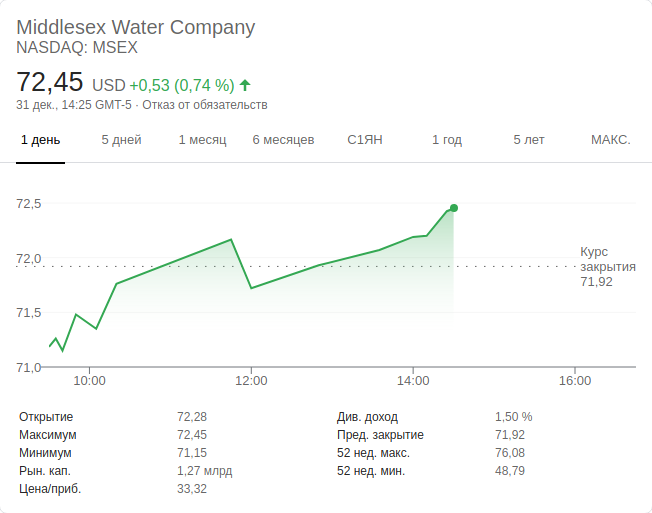 Middlesex Water Company
NASDAQ: MSEX
72,45 USD +0,53 (0,74 %)
31 дек., 14:25 GMT-5 · Отказ от обязательств
1 день 5 дней 1 месяц 6 месяцев С1ЯН 1 год 5 лет МАКС.
72,5
72,0
71,5
71,0
Курс
закрытия
71,92
10:00 12:00 14:00 16:00
Открытие 72,28 Див. доход 1,50 %
Максимум 72,45 Пред. закрытие 71,92
Минимум 71,15 52 нед. макс. 76,08
Рын. кап. 1,27 млрд 52 нед. мин. 48,79
Цена/приб. 33,32